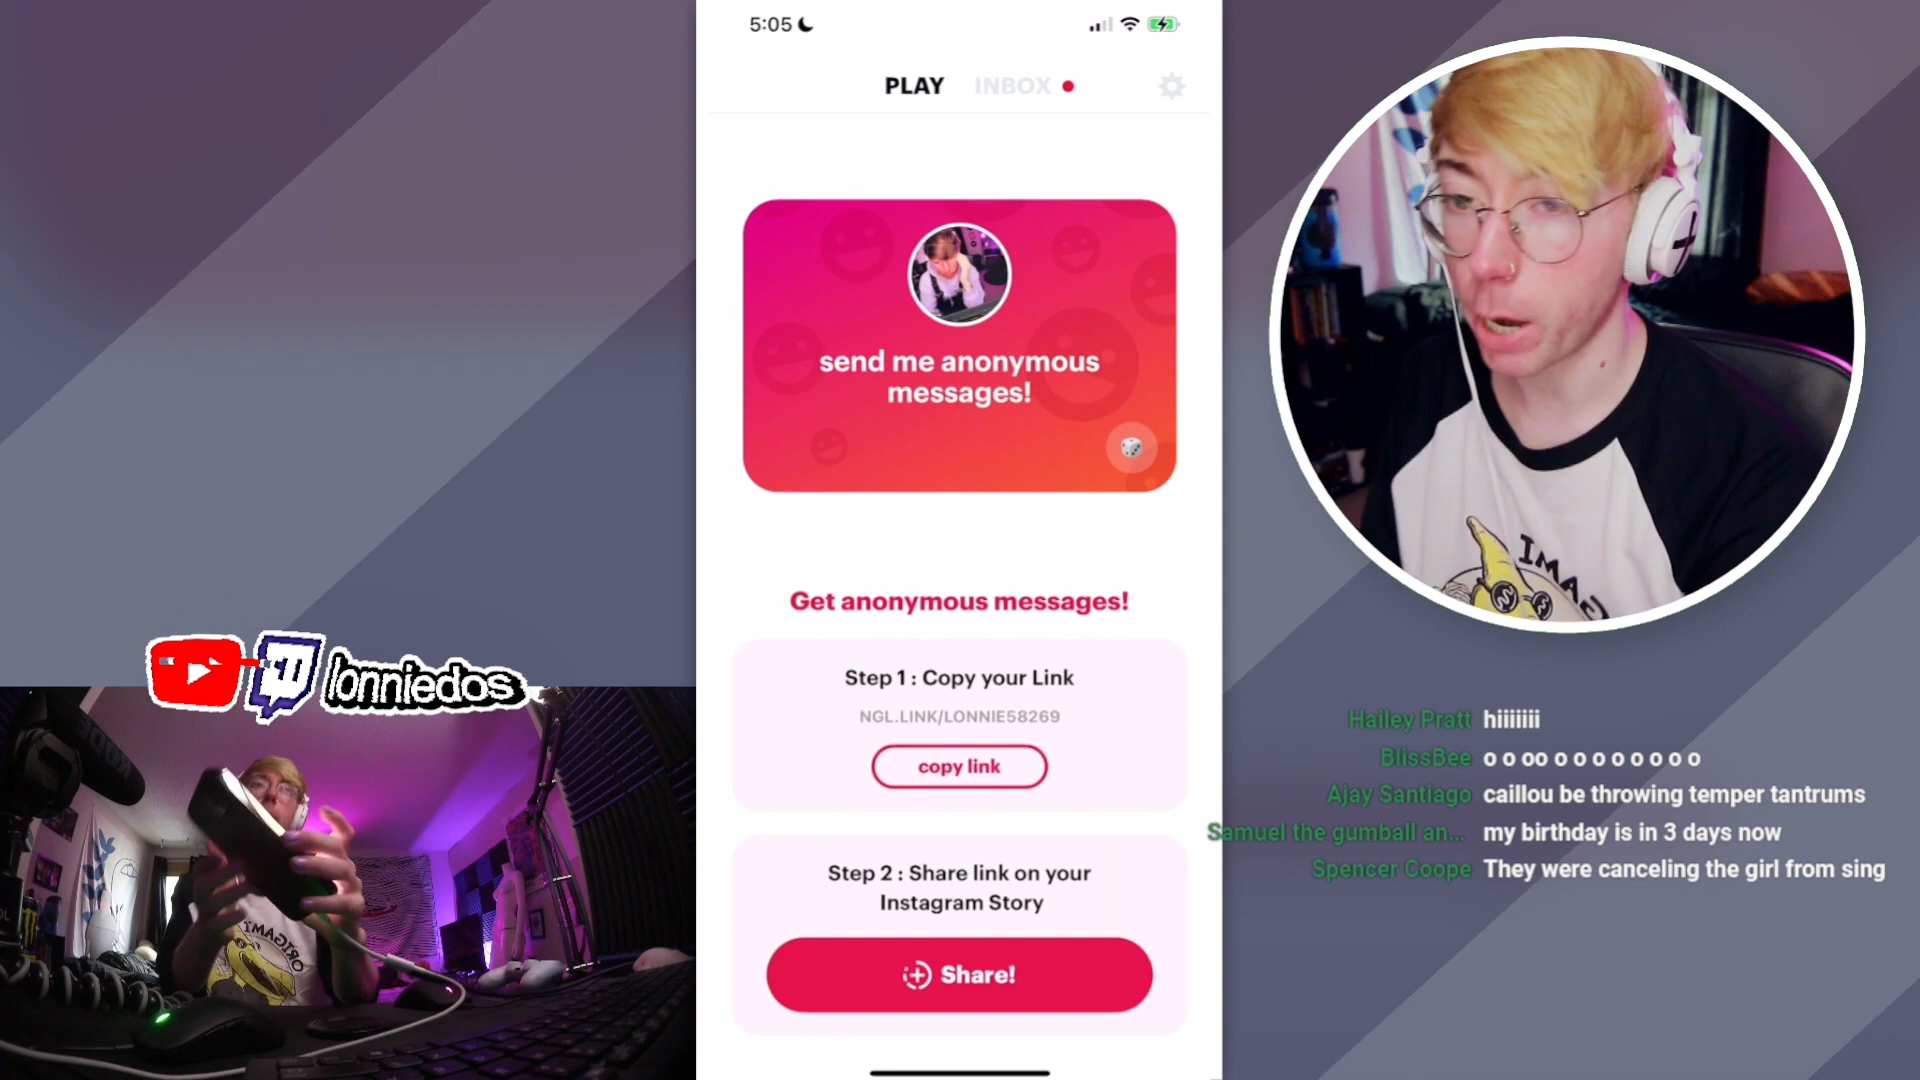 5:05
PLAY INBOX
send me anonymous
messages!
Get anonymous messages!
Step 1 : Copy your Link
NGL.LINK/LONNIE58269
copy link
Step 2 : Share link on your
Instagram Story
Share!
lonniedos
ORIGAMI
Hailey Pratt hiiiiiii
BlissBee o o oo o o o o o o o o o
Ajay Santiago caillou be throwing temper tantrums
Samuel the gumball an... my birthday is in 3 days now
Spencer Coope They were canceling the girl from sing